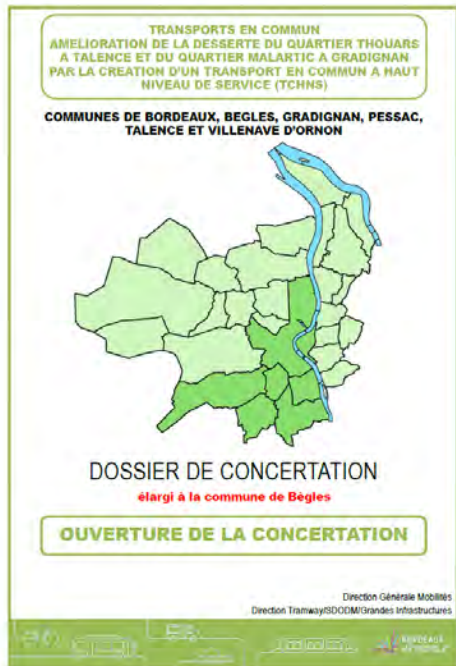 TRANSPORTS EN COMMUN
AMELIORATION DE LA DESSERTE DU QUARTIER THOUARS
A TALENCE ET DU QUARTIER MALARTIC A GRADIGNAN
PAR LA CREATION D'UN TRANSPORT EN COMMUN A HAUT
NIVEAU DE SERVICE (TCHNS)
COMMUNES DE BORDEAUX, BEGLES, GRADIGNAN, PESSAC,
TALENCE ET VILLENAVE D'ORNON
DOSSIER DE CONCERTATION
élargi à la commune de Bègles
OUVERTURE DE LA CONCERTATION
Direction Générale Mobilités
Direction Tramway/SDODM/Grandes Infrastructures
BORDEAUX
MÉTROPOLE